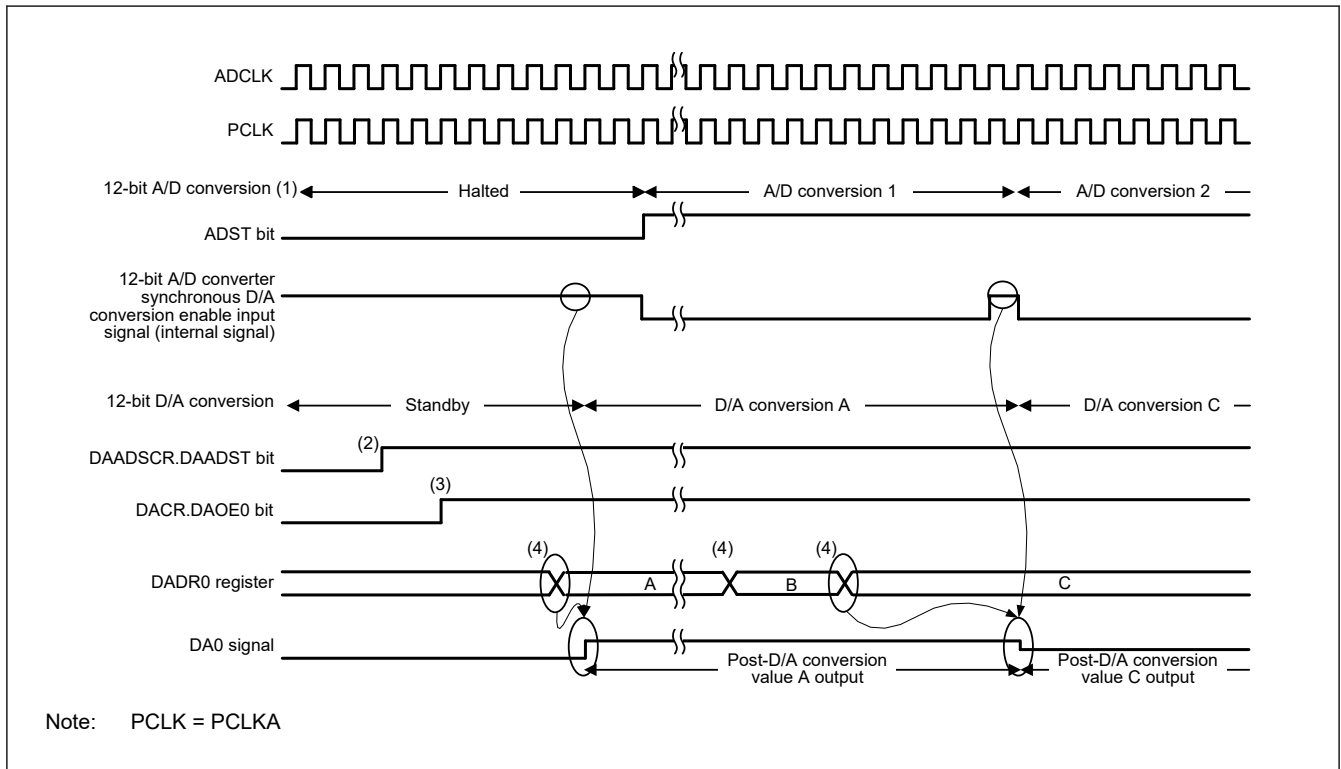 ADCLK
PCLK
12-bit A/D conversion (1)
Halted
A/D conversion 1
A/D conversion 2
ADST bit
12-bit A/D converter
synchronous D/A
conversion enable input
signal (internal signal)
12-bit D/A conversion
Standby
D/A conversion A
D/A conversion C
(2)
DAADSCR.DAADST bit
(3)
DACR.DAOE0 bit
(4)
(4)
(4)
DADR0 register
A
B
C
DA0 signal
Post-D/A conversion
value A output
Post-D/A conversion
value C output
Note: PCLK = PCLKA